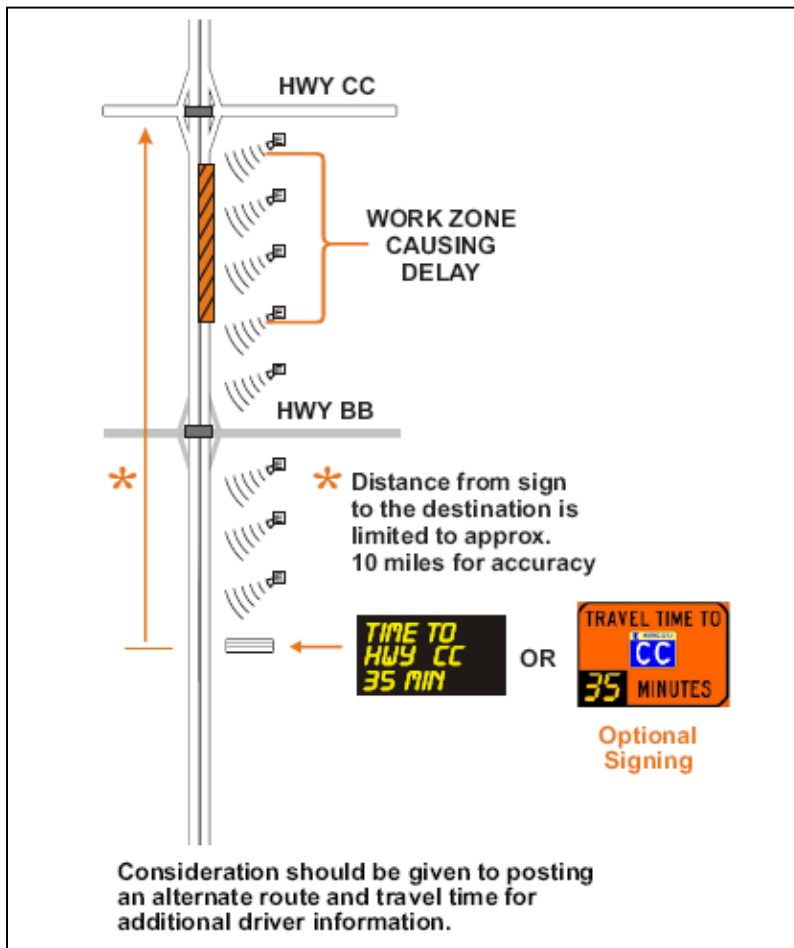 HWY CC
WORK ZONE
CAUSING
DELAY
HWY BB
* Distance from sign
to the destination is
limited to approx.
10 miles for accuracy
*
TIME TO
HWY CC
35 MIN
OR
TRAVEL TIME TO
CC
35 MINUTES
Optional
Signing
Consideration should be given to posting
an alternate route and travel time for
additional driver information.